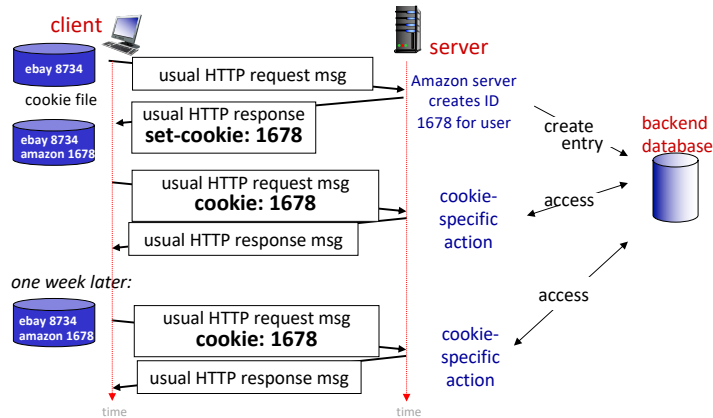 client
server
ebay 8734
usual HTTP request msg
Amazon server
creates ID
1678 for user
cookie file
usual HTTP response
set-cookie: 1678
create
entry
backend
database
ebay 8734
amazon 1678
usual HTTP request msg
cookie: 1678
cookie-
specific
action
access
usual HTTP response msg
one week later:
access
ebay 8734
amazon 1678
usual HTTP request msg
cookie: 1678
cookie-
specific
action
usual HTTP response msg
time
time